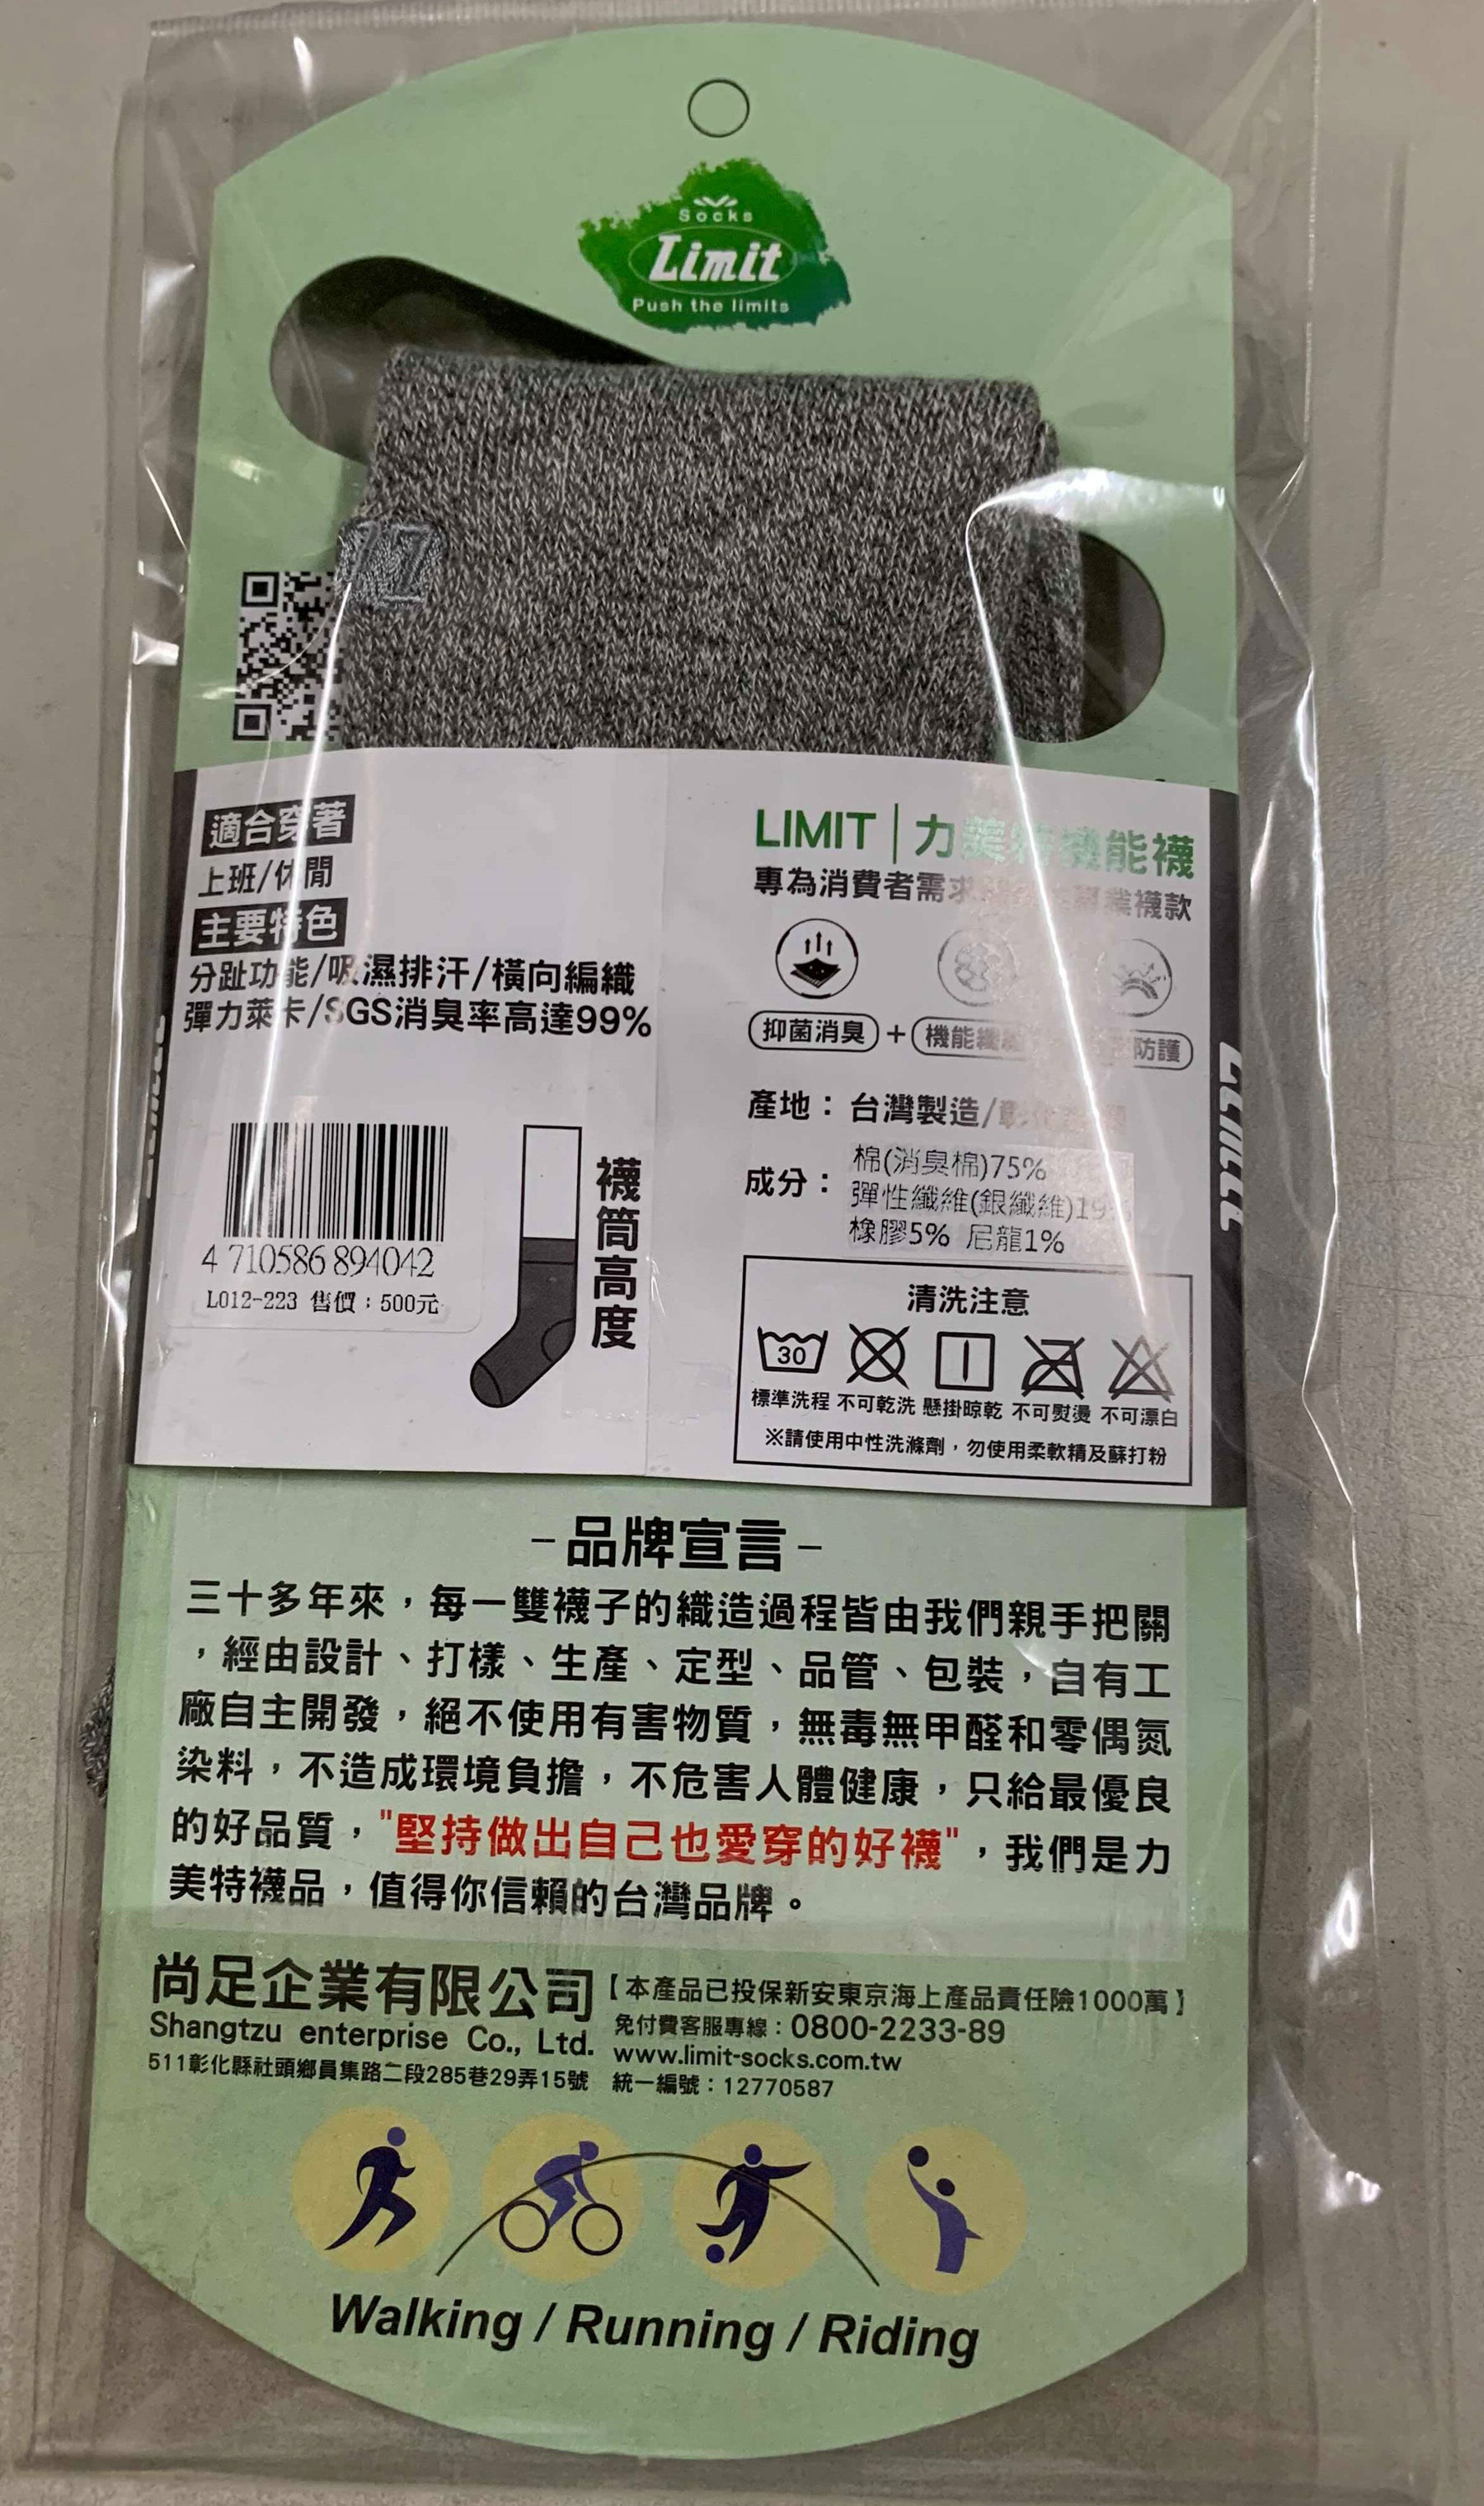 Socks
Limit
Push the limits
適合穿著
上班/休閒
主要特色
分趾功能/吸濕排汗/橫向編織
彈力萊卡/SGS消臭率高達99%
4 710586 894042
L012-223 售價：500元
襪筒高度
LIMIT | 力美特機能襪
專為消費者需求 業襪款
抑菌消臭 + 機能纖 防護
產地：台灣製造/彰化
成分：
棉(消臭棉)75%
彈性纖維(銀纖維)19
橡膠5% 尼龍1%
清洗注意
30
標準洗程 不可乾洗 懸掛晾乾 不可熨燙 不可漂白
※請使用中性洗滌劑，勿使用柔軟精及蘇打粉
Limit
-品牌宣言-
三十多年來，每一雙襪子的織造過程皆由我們親手把關
，經由設計、打樣、生產、定型、品管、包裝，自有工
廠自主開發，絕不使用有害物質，無毒無甲醛和零偶氮
染料，不造成環境負擔，不危害人體健康，只給最優良
的好品質，"堅持做出自己也愛穿的好襪"，我們是力
美特襪品，值得你信賴的台灣品牌。
尚足企業有限公司
Shangtzu enterprise Co., Ltd.
511彰化縣社頭鄉員集路二段285巷29弄15號
【本產品已投保新安東京海上產品責任險1000萬】
免付費客服專線：0800-2233-89
www.limit-socks.com.tw
統一編號：12770587
Walking / Running / Riding